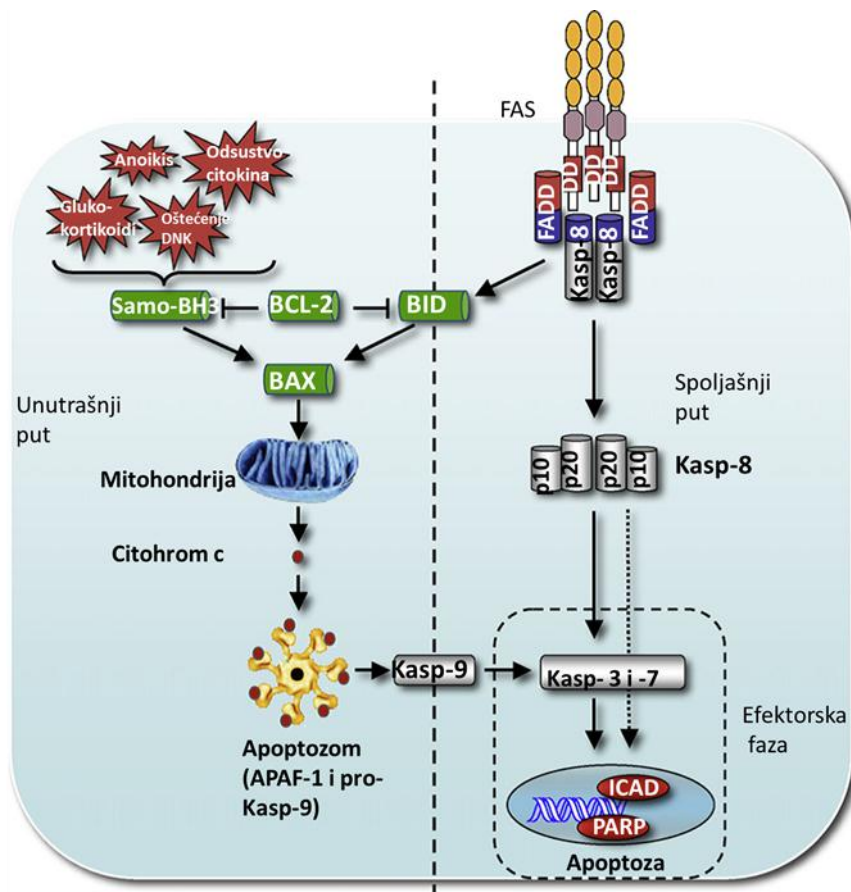 FAS
Anoikis
Odsustvo
citokina
Gluko-
kortikoidi
Oštećenje
DNK
DD
DD
DD
FADD
FADD
Kasp-8
Kasp-8
Samo-BH3
BCL-2
BID
BAX
Unutrašnji
put
Spoljašnji
put
Mitohondrija
p10
p20
p20
p10
Kasp-8
Citohrom c
Kasp-9
Kasp- 3 i -7
Efektorska
faza
Apoptozom
(APAF-1 i pro-
Kasp-9)
ICAD
PARP
Apoptoza